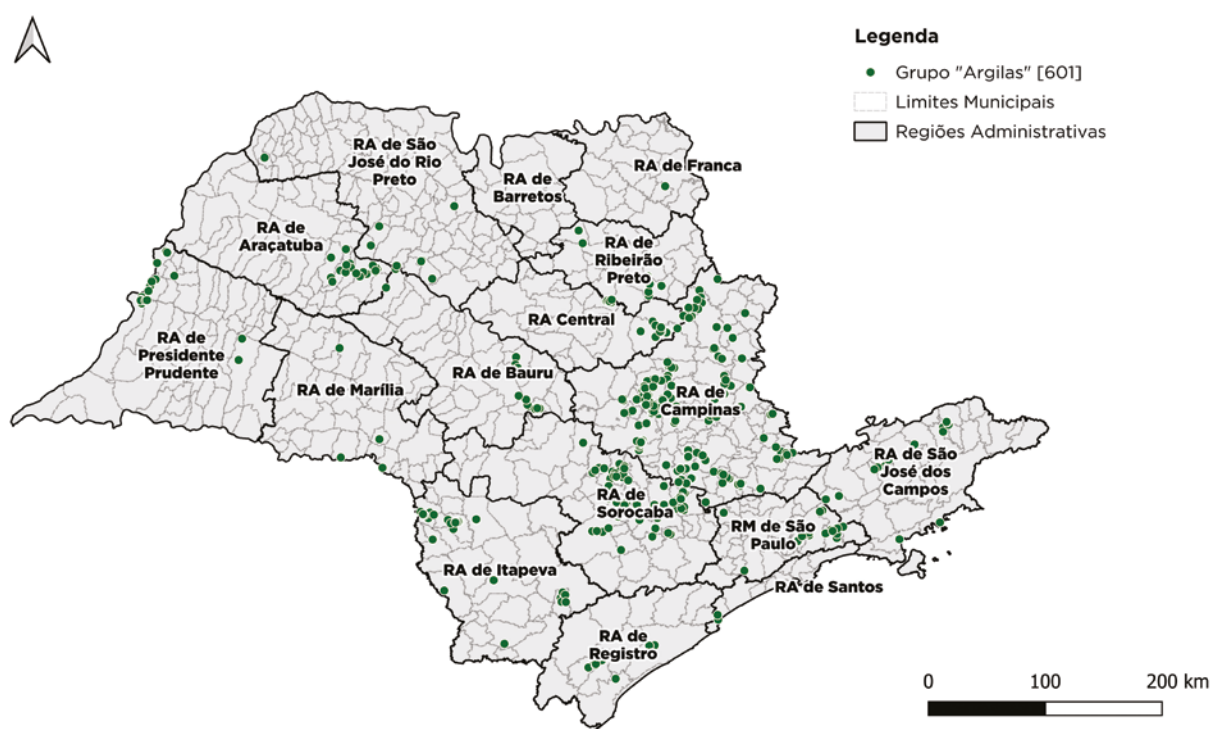 Legenda
Grupo "Argilas" [601]
Limites Municipais
Regiões Administrativas
RA de São
José do Rio
Preto
RA de
Barretos
RA de Franca
RA de
Araçatuba
RA de
Ribeirão
Preto
RA Central
RA de
Presidente
Prudente
RA de Marília
RA de Bauru
RA de
Campinas
RA de São
José dos
Campos
RA de
Sorocaba
RM de São
Paulo
RA de Itapeva
RA de Santos
RA de
Registro
0 100 200 km